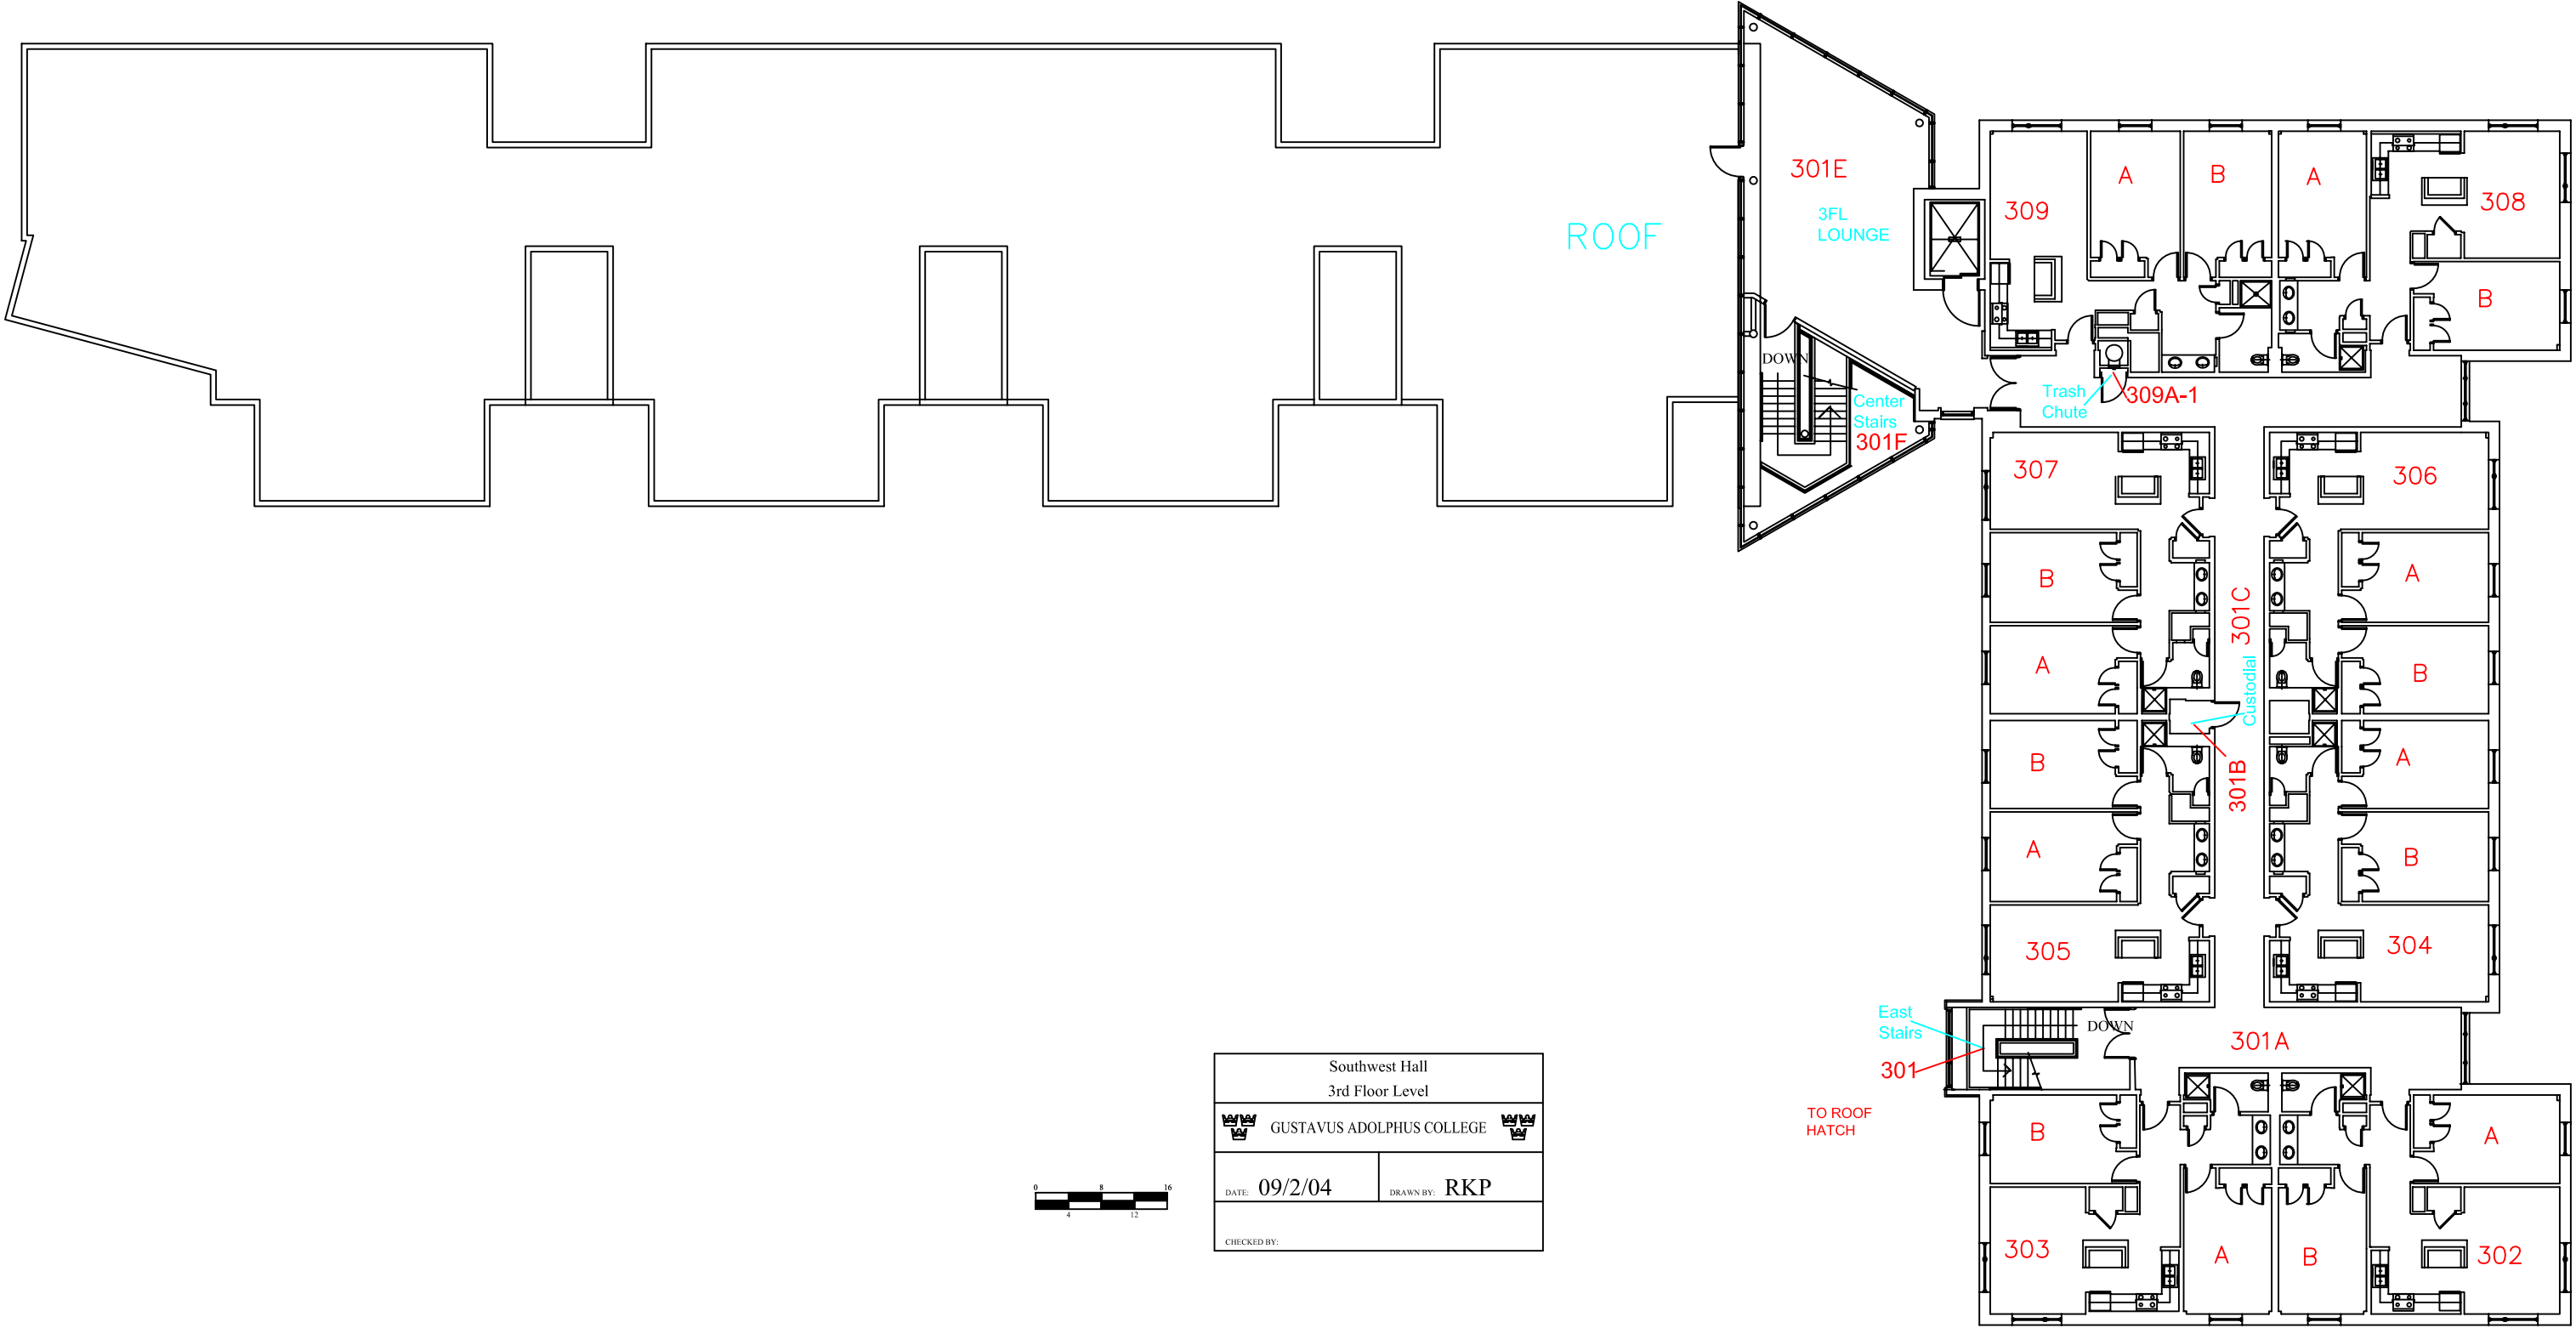 301E
3FL
LOUNGE
ROOF
309
A
B
A
308
B
DOWN
Center
Stairs
301F
Trash
Chute
309A-1
307
306
B
A
301C
A
B
Custodial
B
A
301B
A
B
305
304
East
Stairs
DOWN
301A
301
TO ROOF
HATCH
B
A
303
A
B
302
0 8 16
4 12
Southwest Hall
3rd Floor Level
GUSTAVUS ADOLPHUS COLLEGE
DATE: 09/2/04
DRAWN BY: RKP
CHECKED BY: